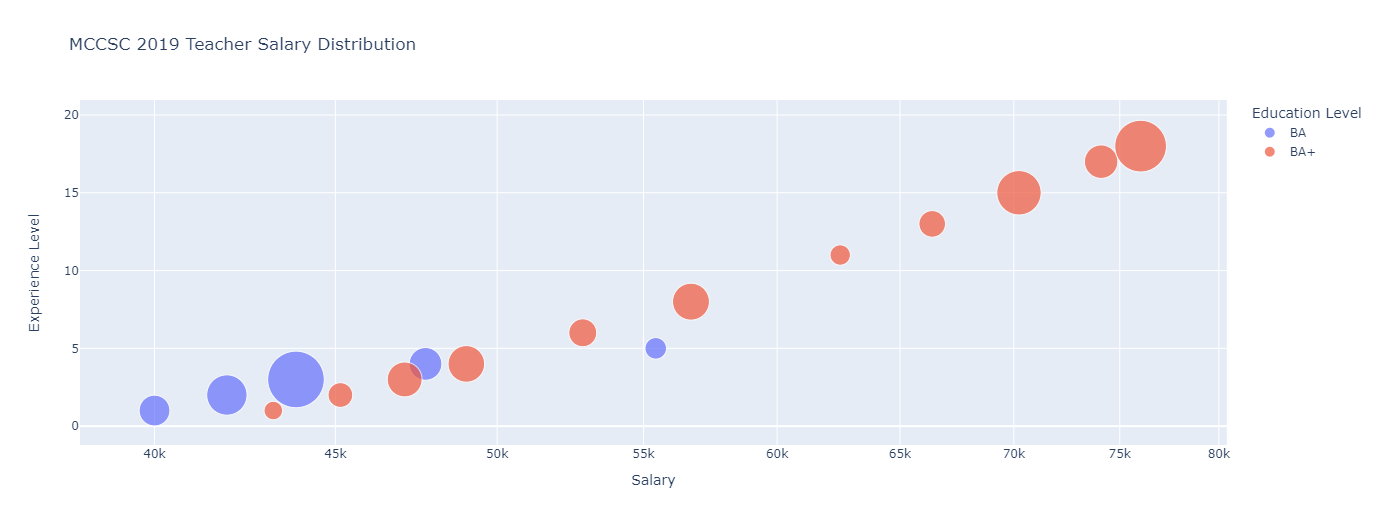 MCCSC 2019 Teacher Salary Distribution
Education Level
BA
BA+
Experience Level
20
15
10
5
0
40k 45k 50k 55k 60k 65k 70k 75k 80k
Salary